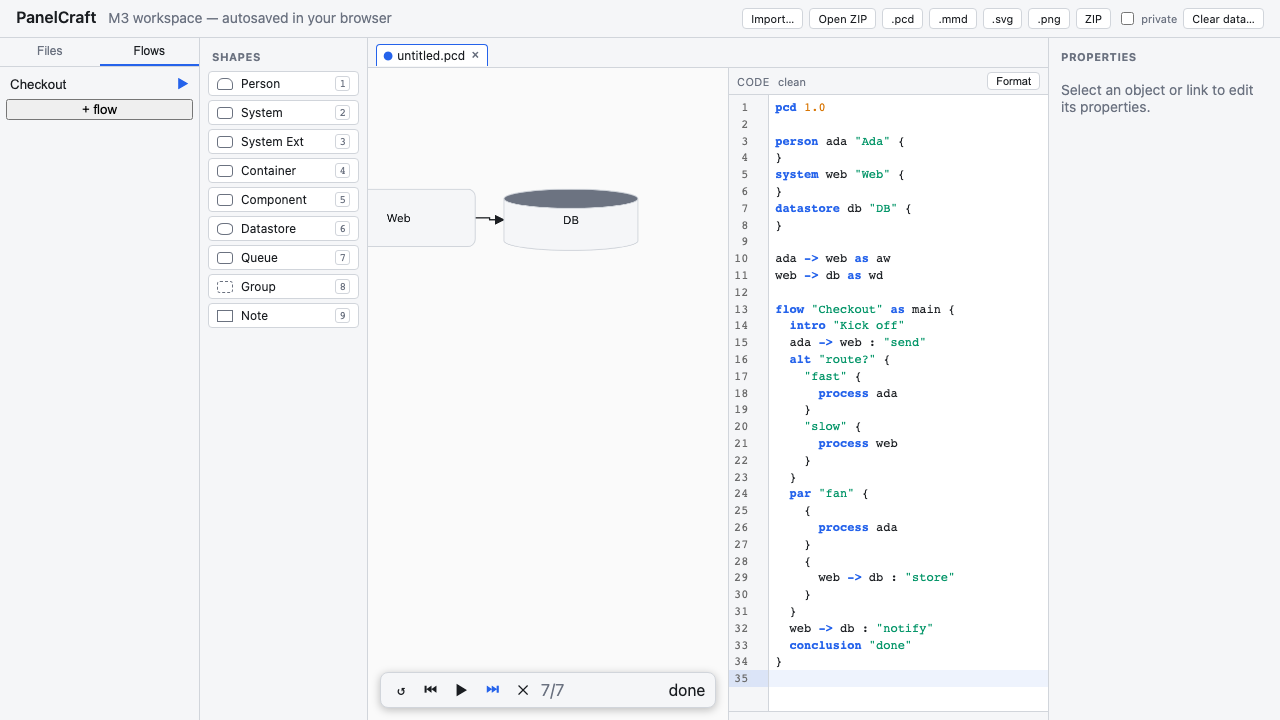 PanelCraft M3 workspace — autosaved in your browser
Import... Open ZIP .pcd .mmd .svg .png ZIP private Clear data...
Files Flows
Checkout
+ flow
SHAPES
Person 1
System 2
System Ext 3
Container 4
Component 5
Datastore 6
Queue 7
Group 8
Note 9
untitled.pcd ×
Web
DB
7/7 done
CODE clean Format
1 pcd 1.0
2
3 person ada "Ada" {
4 }
5 system web "Web" {
6 }
7 datastore db "DB" {
8 }
9
10 ada -> web as aw
11 web -> db as wd
12
13 flow "Checkout" as main {
14 intro "Kick off"
15 ada -> web : "send"
16 alt "route?" {
17 "fast" {
18 process ada
19 }
20 "slow" {
21 process web
22 }
23 }
24 par "fan" {
25 {
26 process ada
27 }
28 {
29 web -> db : "store"
30 }
31 }
32 web -> db : "notify"
33 conclusion "done"
34 }
35
PROPERTIES
Select an object or link to edit
its properties.